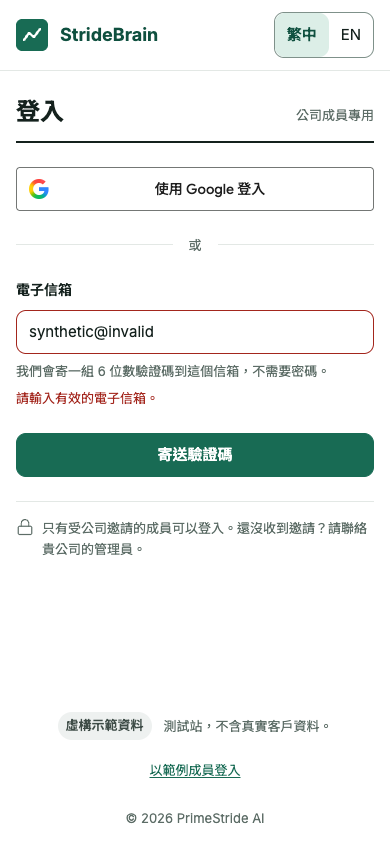 StrideBrain
繁中
EN
登入
公司成員專用
使用 Google 登入
或
電子信箱
synthetic@invalid
我們會寄一組 6 位數驗證碼到這個信箱，不需要密碼。
請輸入有效的電子信箱。
寄送驗證碼
只有受公司邀請的成員可以登入。還沒收到邀請？請聯絡
貴公司的管理員。
虛構示範資料
測試站，不含真實客戶資料。
以範例成員登入
© 2026 PrimeStride AI